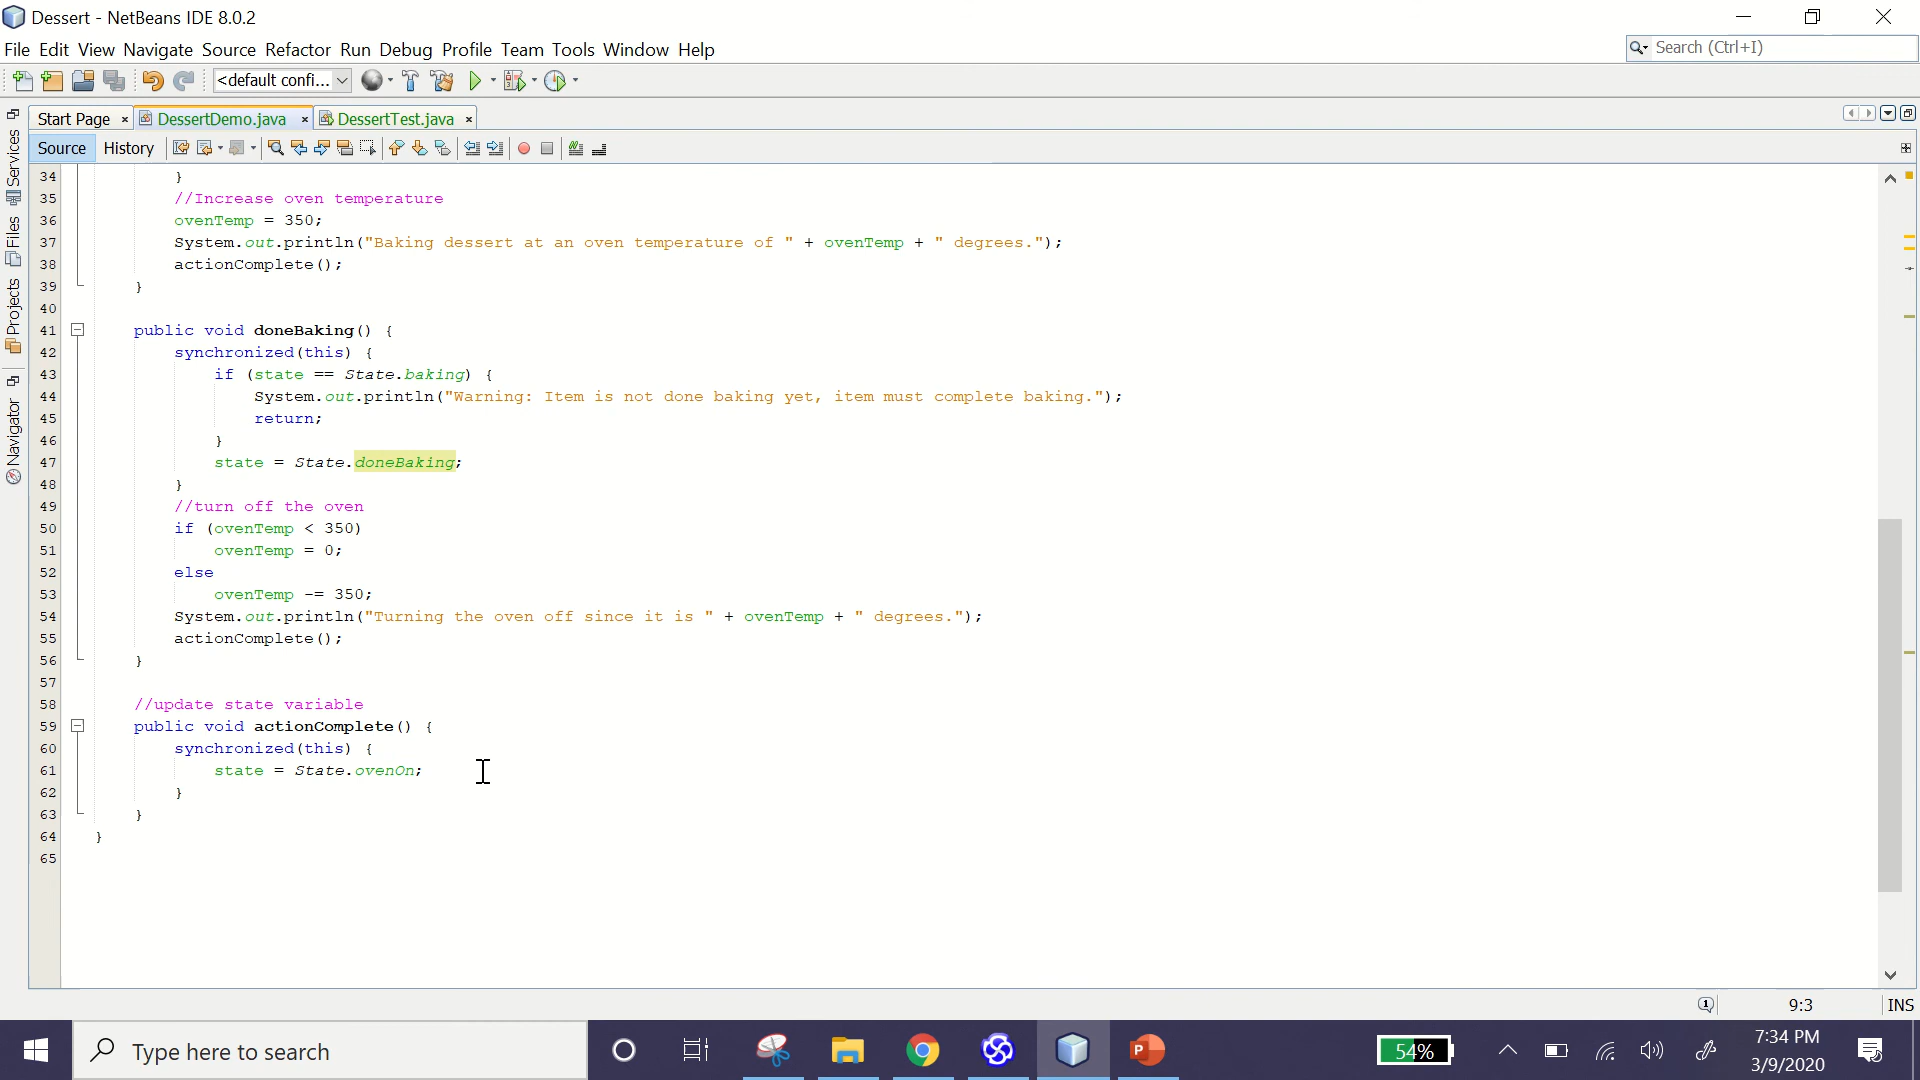 Dessert - NetBeans IDE 8.0.2
File Edit View Navigate Source Refactor Run Debug Profile Team Tools Window Help
Search (Ctrl+I)
<default confi...
Start Page DessertDemo.java DessertTest.java
Source History
Services
Files
Projects
Navigator
34 }
35 //Increase oven temperature
36 ovenTemp = 350;
37 System.out.println("Baking dessert at an oven temperature of " + ovenTemp + " degrees.");
38 actionComplete();
39 }
40
41 public void doneBaking() {
42 synchronized(this) {
43 if (state == State.baking) {
44 System.out.println("Warning: Item is not done baking yet, item must complete baking.");
45 return;
46 }
47 state = State.doneBaking;
48 }
49 //turn off the oven
50 if (ovenTemp < 350)
51 ovenTemp = 0;
52 else
53 ovenTemp -= 350;
54 System.out.println("Turning the oven off since it is " + ovenTemp + " degrees.");
55 actionComplete();
56 }
57
58 //update state variable
59 public void actionComplete() {
60 synchronized(this) {
61 state = State.ovenOn;
62 }
63 }
64 }
65
9:3 INS
Type here to search
54%
7:34 PM
3/9/2020